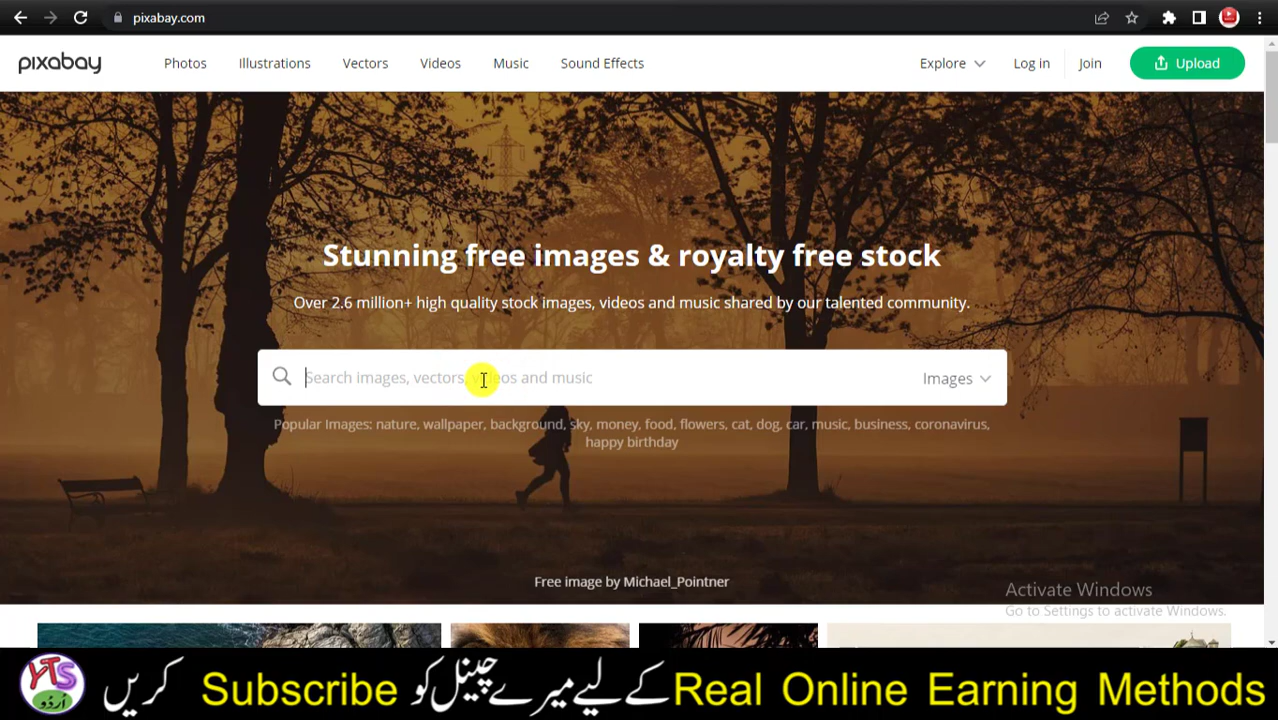 pixabay.com
pixabay Photos Illustrations Vectors Videos Music Sound Effects Explore Log in Join Upload
Stunning free images & royalty free stock
Over 2.6 million+ high quality stock images, videos and music shared by our talented community.
Search images, vectors, videos and music Images
Popular Images: nature, wallpaper, background, sky, money, food, flowers, cat, dog, car, music, business, coronavirus,
happy birthday
Free image by Michael_Pointner
Activate Windows
Go to Settings to activate Windows.
YTS اردو
Real Online Earning Methods کے لیے میرے چینل کو Subscribe کریں